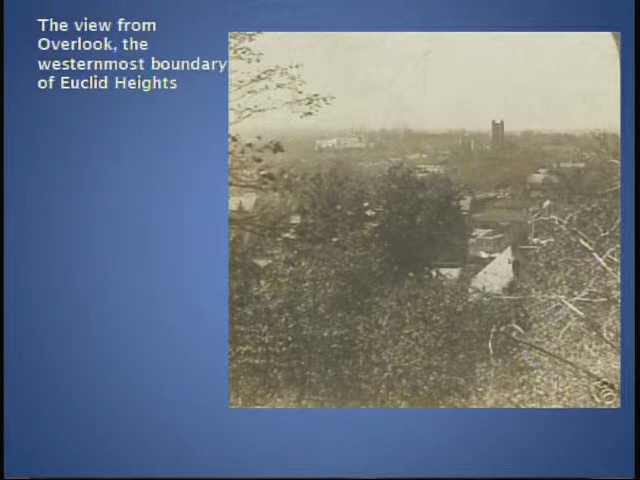 The view from
Overlook, the
westernmost boundary
of Euclid Heights